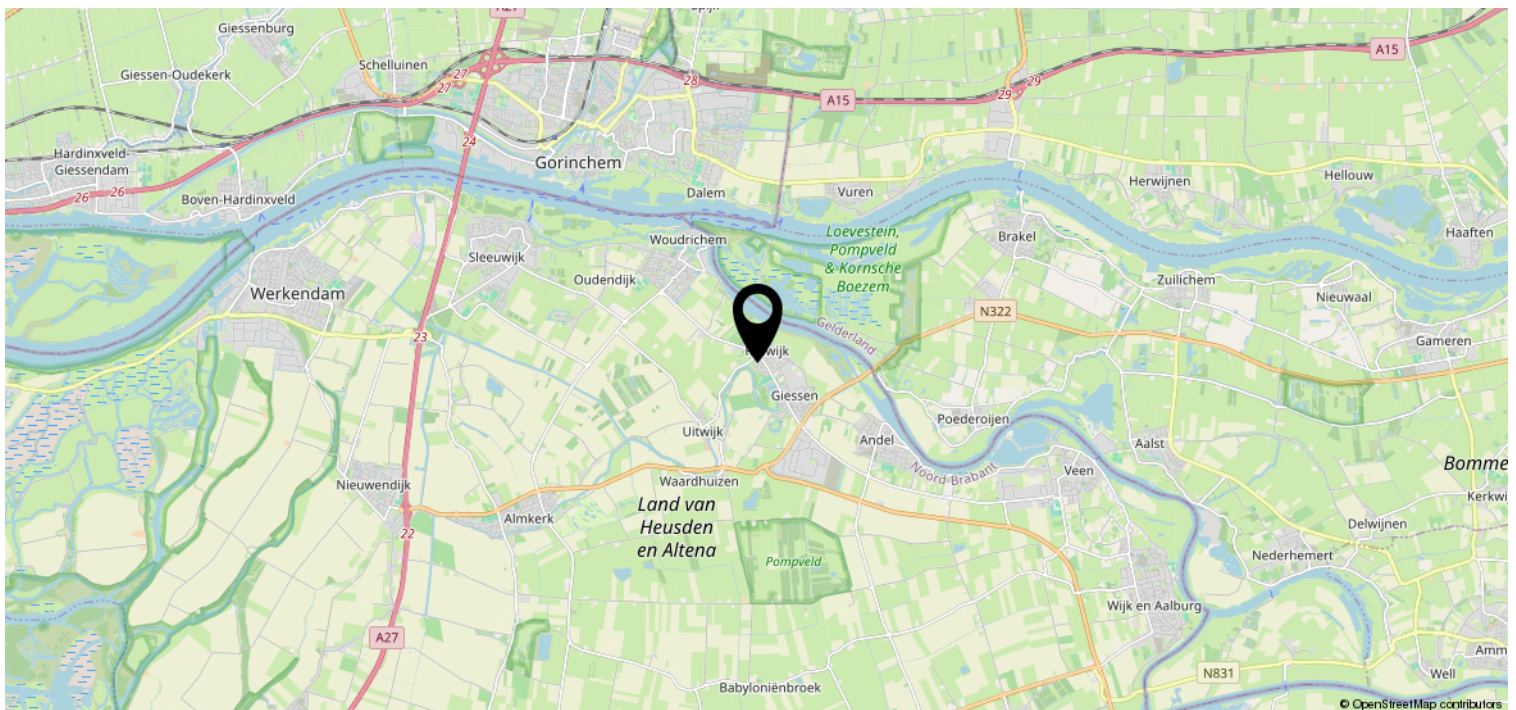 A27
Giessenburg
Schelluinen
Giessen-Oudekerk
27
27
28
A15
A15
29
29
24
Gorinchem
Hardinxveld-
Giessendam
26
26
Boven-Hardinxveld
Dalem
Vuren
Herwijnen
Hellouw
Woudrichem
Loevestein,
Pompveld
& Kornsche
Boezem
Brakel
Haaften
Sleeuwijk
Oudendijk
Werkendam
Zuilichem
Nieuwaal
N322
23
Gelderland
Gameren
Giessen
Uitwijk
Andel
Poederoijen
Aalst
Noord-Brabant
Veen
Bomme
Nieuwendijk
Waardhuizen
Kerkwi
Almkerk
Land van
Heusden
en Altena
22
Delwijnen
Nederhemert
Pompveld
Wijk en Aalburg
A27
Babyloniënbroek
N831
Amm
Well
© OpenStreetMap contributors